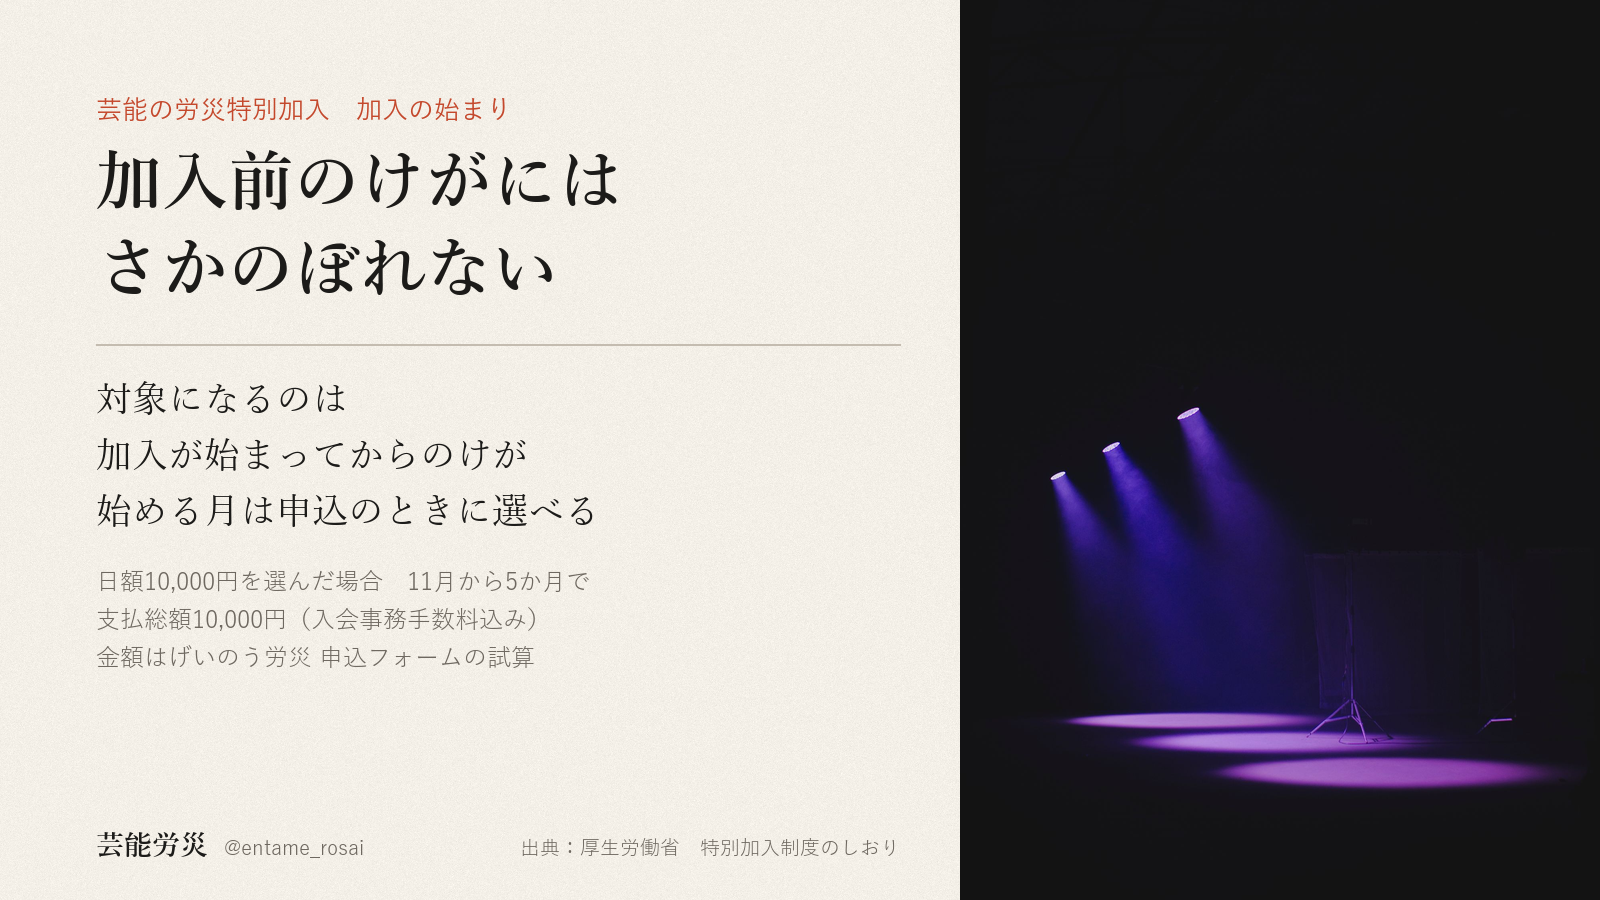 芸能の労災特別加入　加入の始まり
加入前のけがには
さかのぼれない
対象になるのは
加入が始まってからのけが
始める月は申込のときに選べる
日額10,000円を選んだ場合　11月から5か月で
支払総額10,000円（入会事務手数料込み）
金額はげいのう労災 申込フォームの試算
芸能労災 @entame_rosai
出典：厚生労働省　特別加入制度のしおり